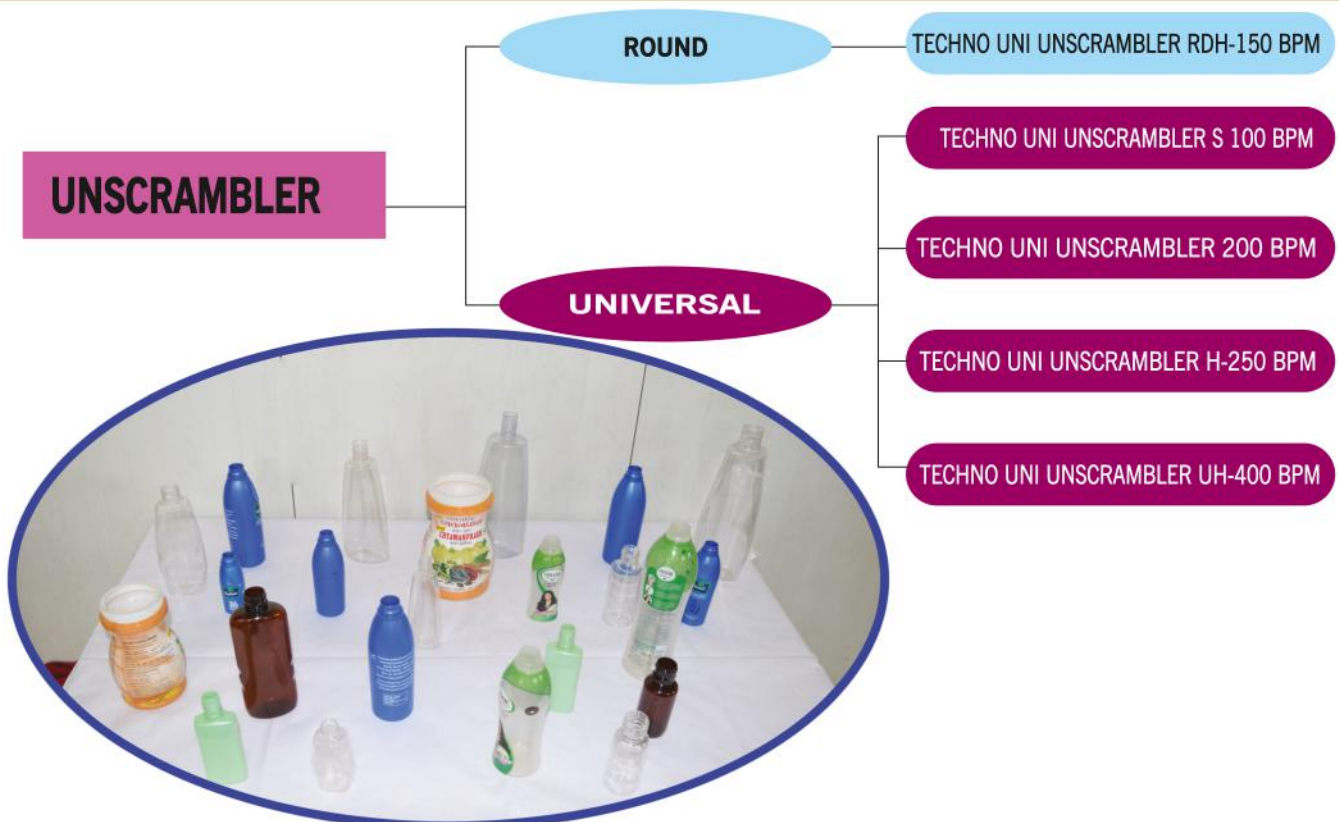 ROUND
TECHNO UNI UNSCRAMBLER RDH-150 BPM
UNSCRAMBLER
TECHNO UNI UNSCRAMBLER S 100 BPM
UNIVERSAL
TECHNO UNI UNSCRAMBLER 200 BPM
TECHNO UNI UNSCRAMBLER H-250 BPM
TECHNO UNI UNSCRAMBLER UH-400 BPM
CHYAWANPRASH